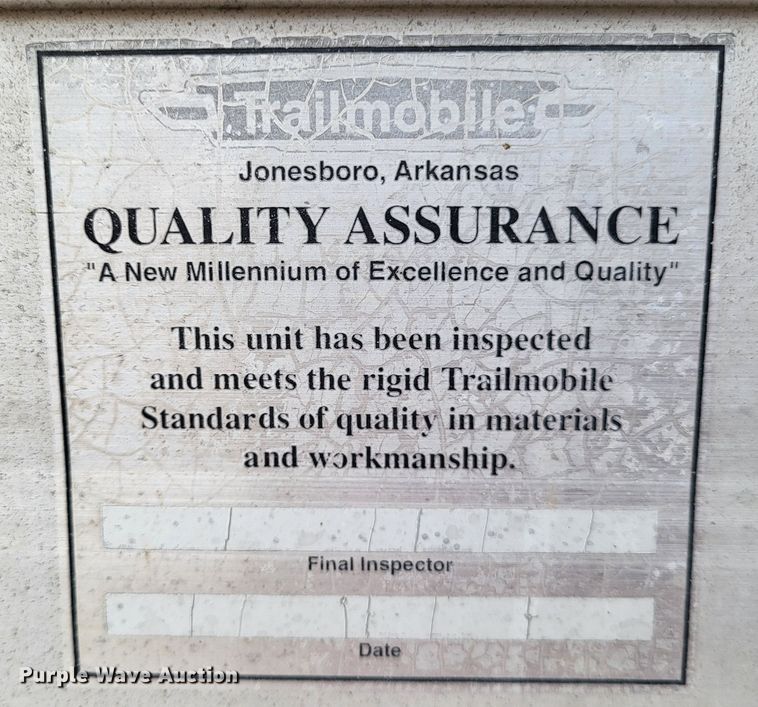 Trailmobile
Jonesboro, Arkansas
QUALITY ASSURANCE
"A New Millennium of Excellence and Quality"
This unit has been inspected
and meets the rigid Trailmobile
Standards of quality in materials
and workmanship.
Final Inspector
Date
Purple Wave Auction